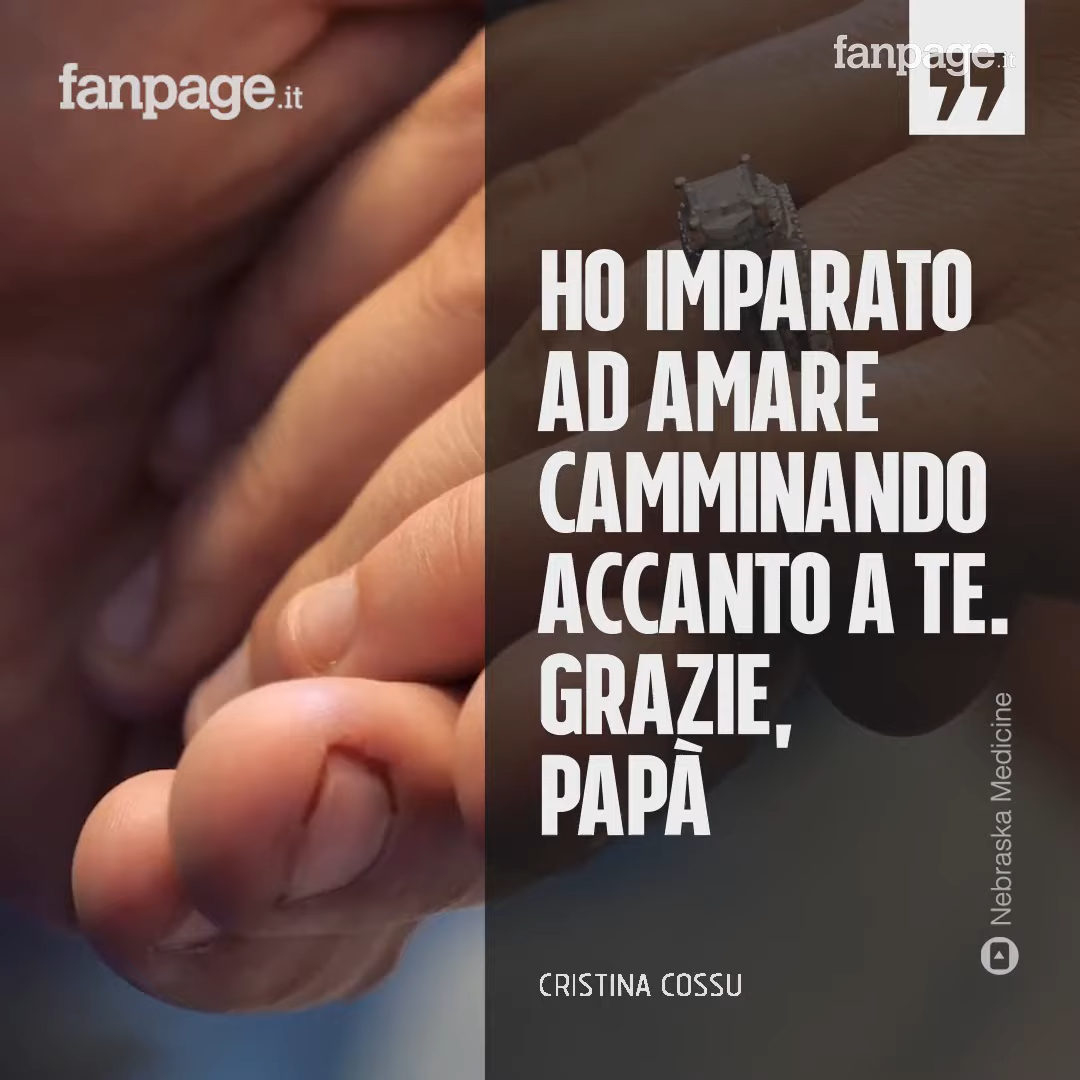 fanpage.it
fanpage.it
"
HO IMPARATO
AD AMARE
CAMMINANDO
ACCANTO A TE.
GRAZIE,
PAPÀ
Nebraska Medicine
CRISTINA COSSU